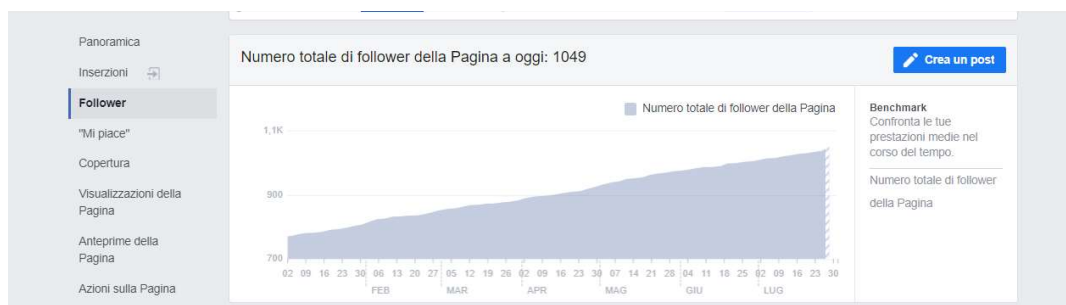 Panoramica
Inserzioni
Follower
"Mi piace"
Copertura
Visualizzazioni della
Pagina
Anteprime della
Pagina
Azioni sulla Pagina
Numero totale di follower della Pagina a oggi: 1049
Crea un post
Numero totale di follower della Pagina
1,1K
900
700
02 09 16 23 30 06 13 20 27 05 12 19 26 02 09 16 23 30 07 14 21 28 04 11 18 25 02 09 16 23 30
FEB MAR APR MAG GIU LUG
Benchmark
Confronta le tue
prestazioni medie nel
corso del tempo.
Numero totale di follower
della Pagina